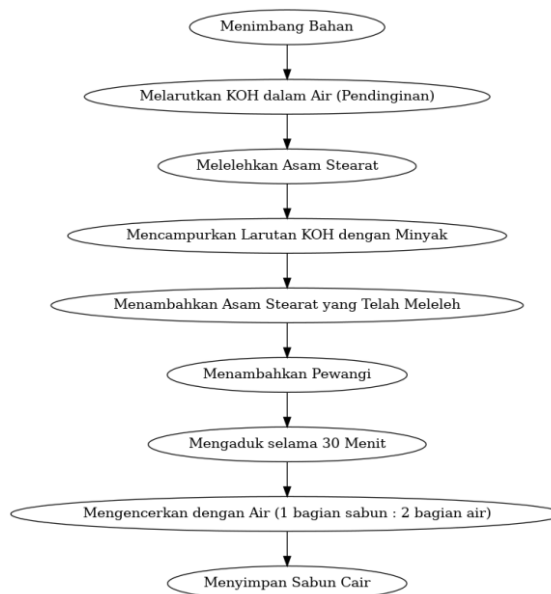 Menimbang Bahan
Melarutkan KOH dalam Air (Pendinginan)
Melelehkan Asam Stearat
Mencampurkan Larutan KOH dengan Minyak
Menambahkan Asam Stearat yang Telah Meleleh
Menambahkan Pewangi
Mengaduk selama 30 Menit
Mengencerkan dengan Air (1 bagian sabun : 2 bagian air)
Menyimpan Sabun Cair